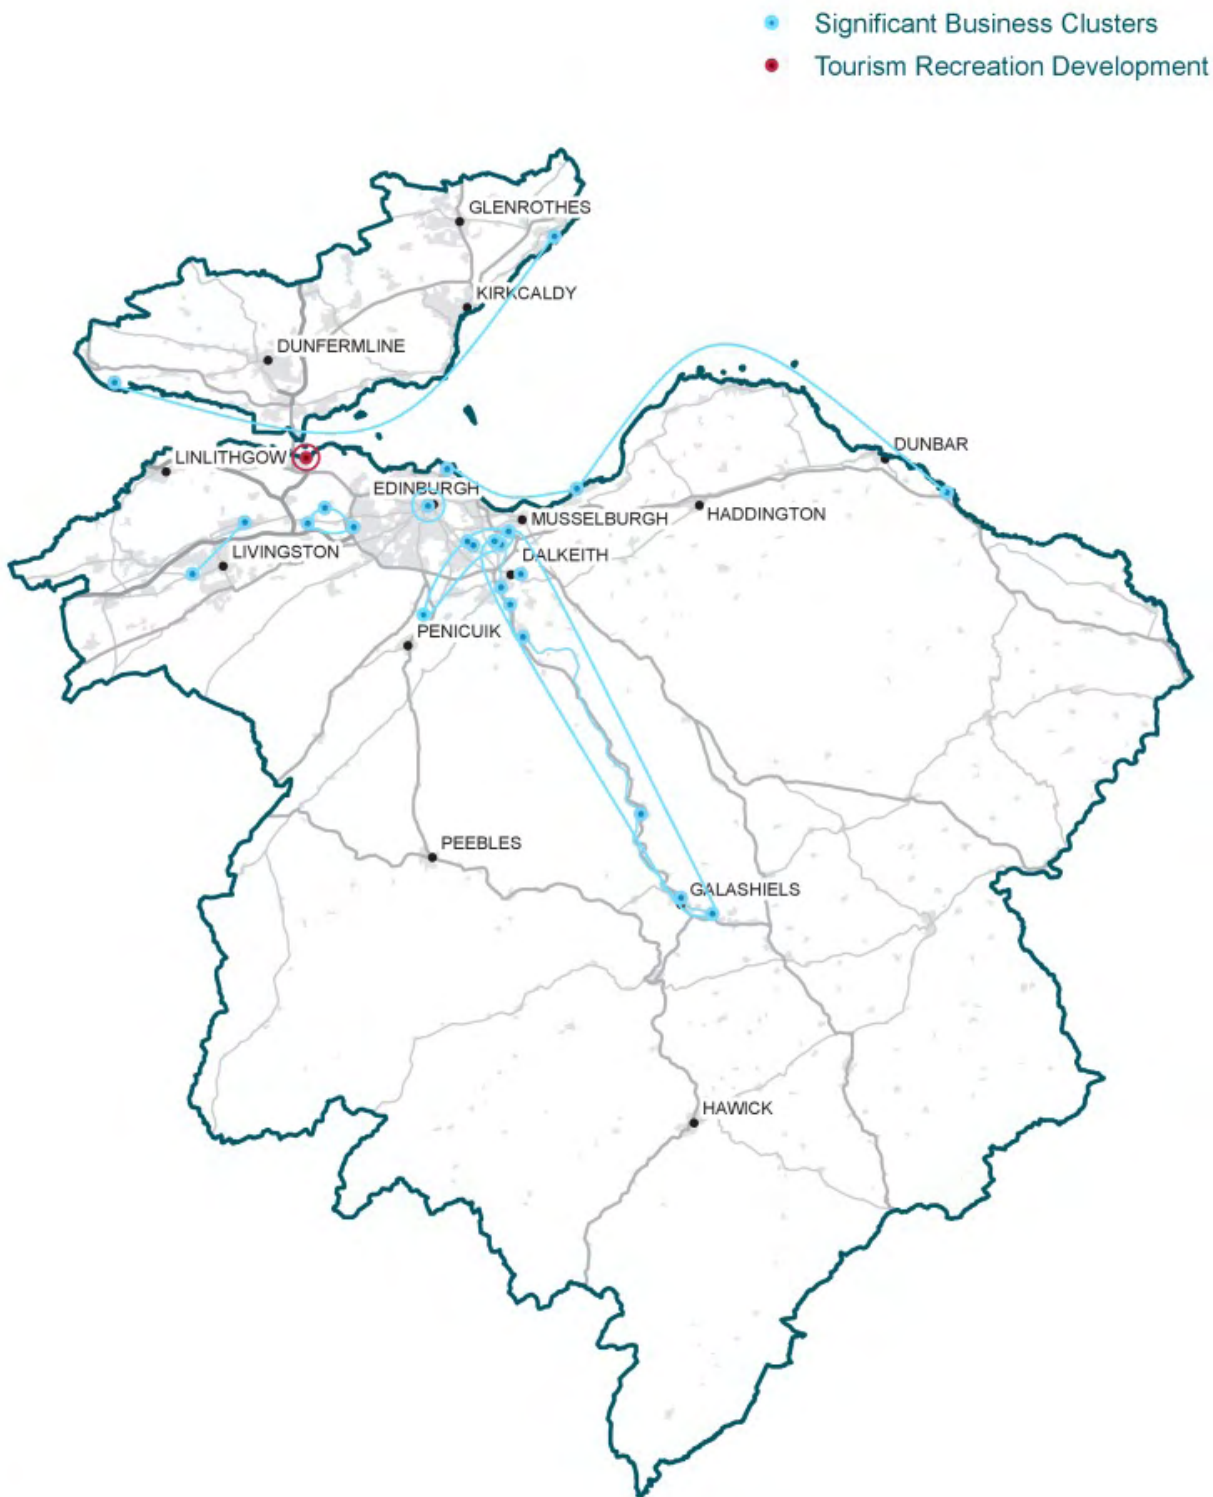 Significant Business Clusters
Tourism Recreation Development
GLENROTHES
KIRKCALDY
DUNFERMLINE
DUNBAR
LINLITHGOW
EDINBURGH
MUSSELBURGH
HADDINGTON
LIVINGSTON
DALKEITH
PENICUIK
PEEBLES
GALASHIELS
HAWICK